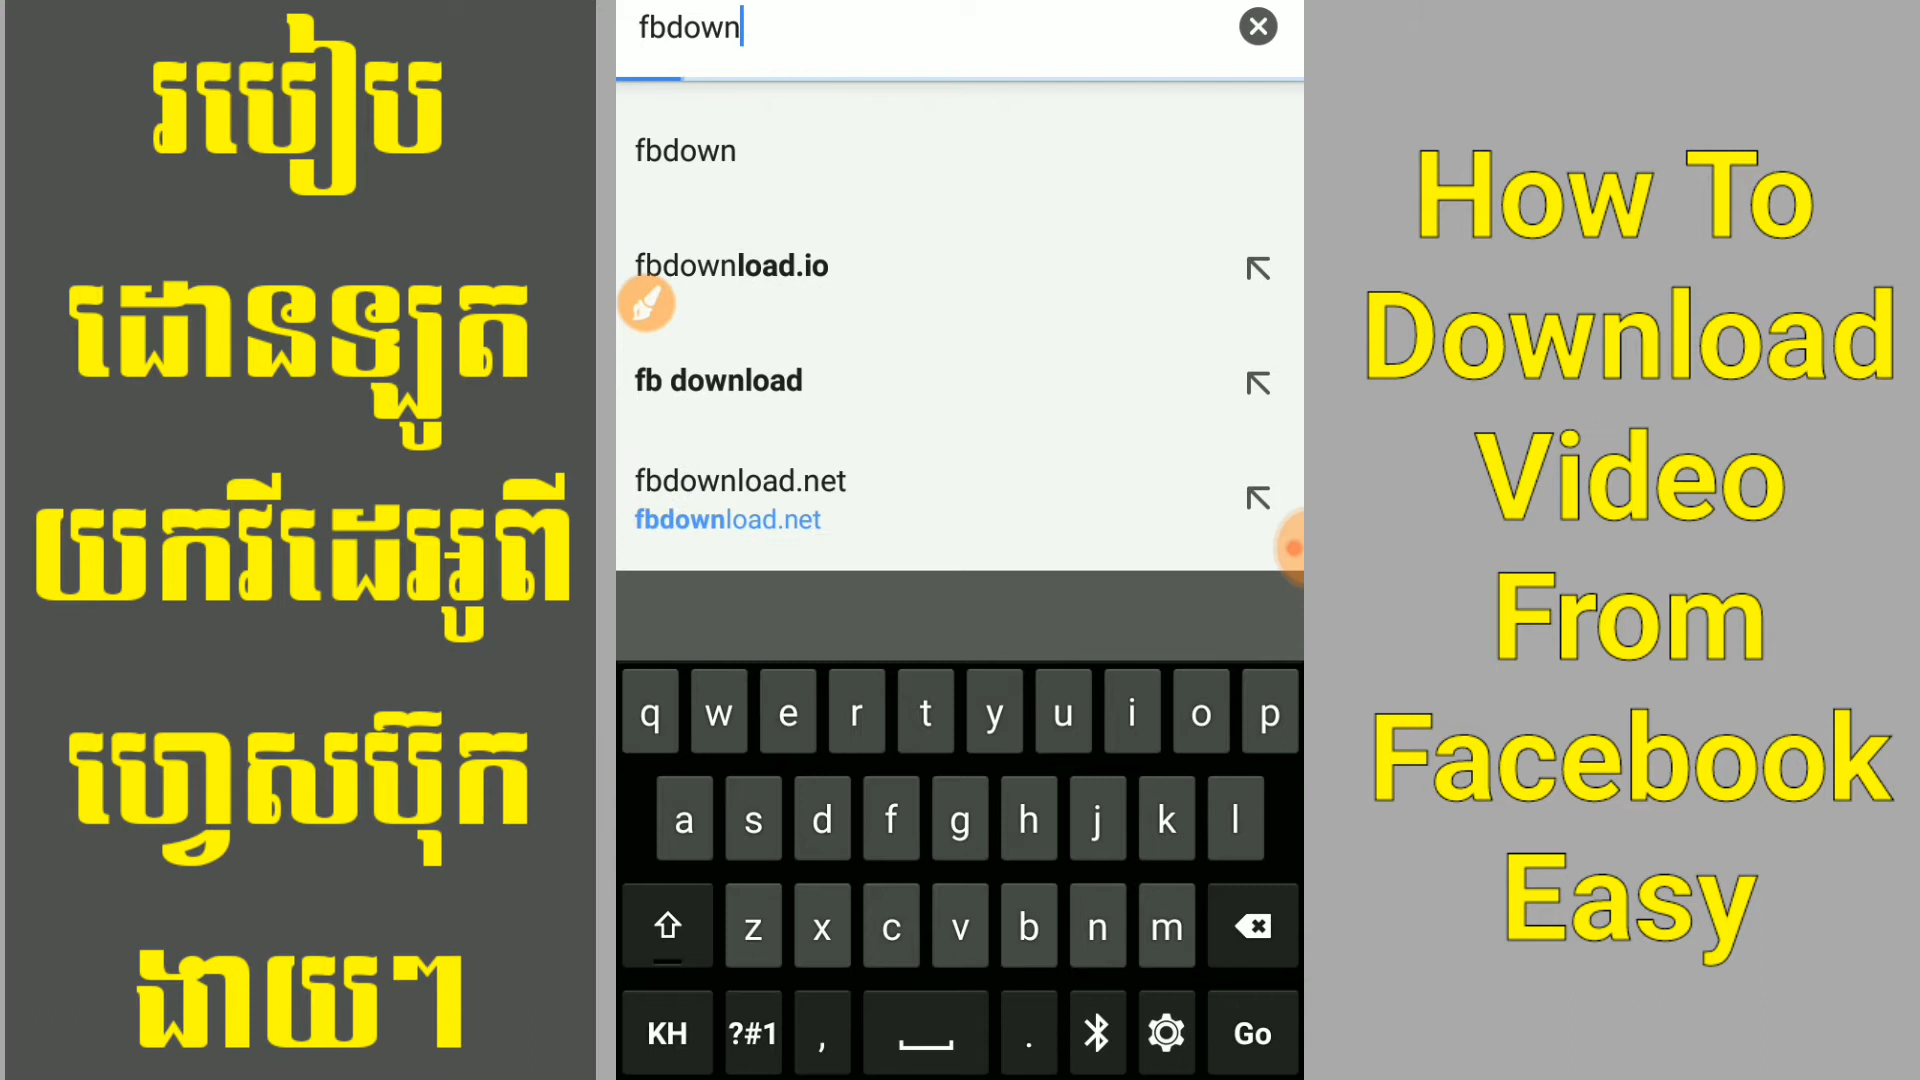 របៀប
ដោនឡូត
យកវីដេអូពី
ហ្វេសប៊ុក
ងាយៗ
fbdown
fbdown
fbdownload.io
fb download
fbdownload.net
fbdownload.net
q w e r t y u i o p
a s d f g h j k l
z x c v b n m
KH ?#1 , . Go
How To
Download
Video
From
Facebook
Easy